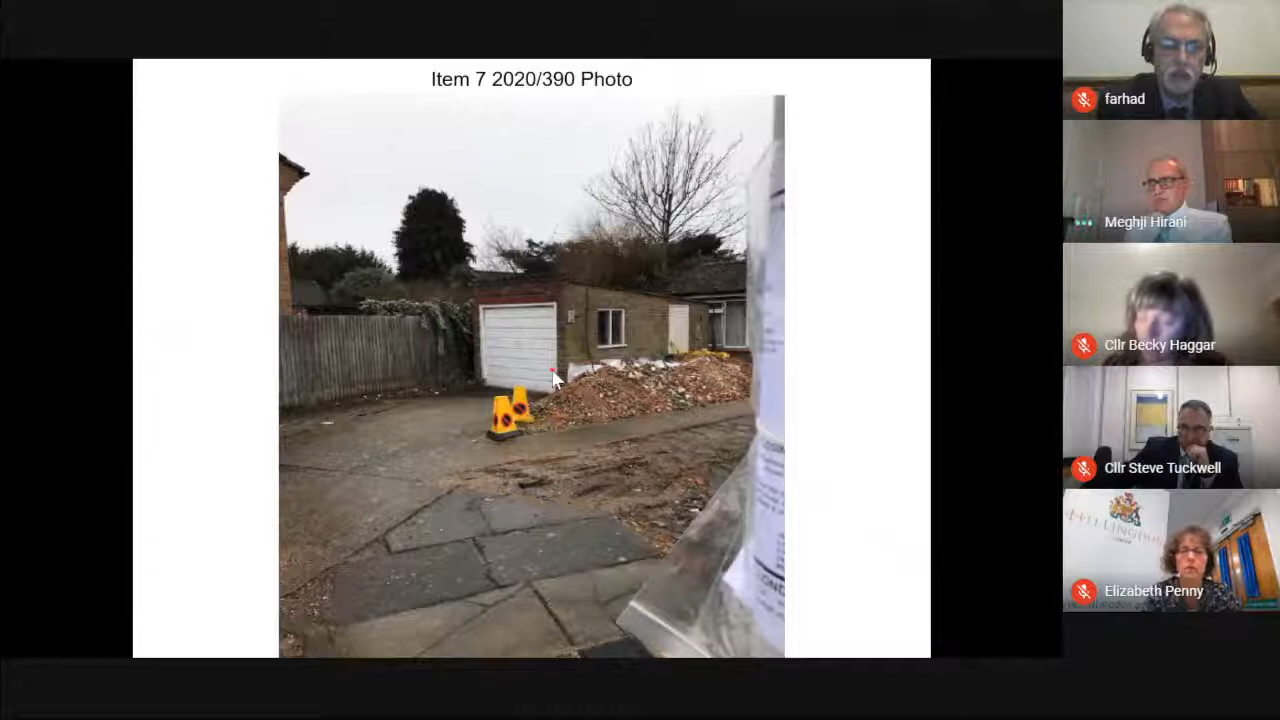 Item 7 2020/390 Photo
farhad
Meghji Hirani
Cllr Becky Haggar
Cllr Steve Tuckwell
Elizabeth Penny